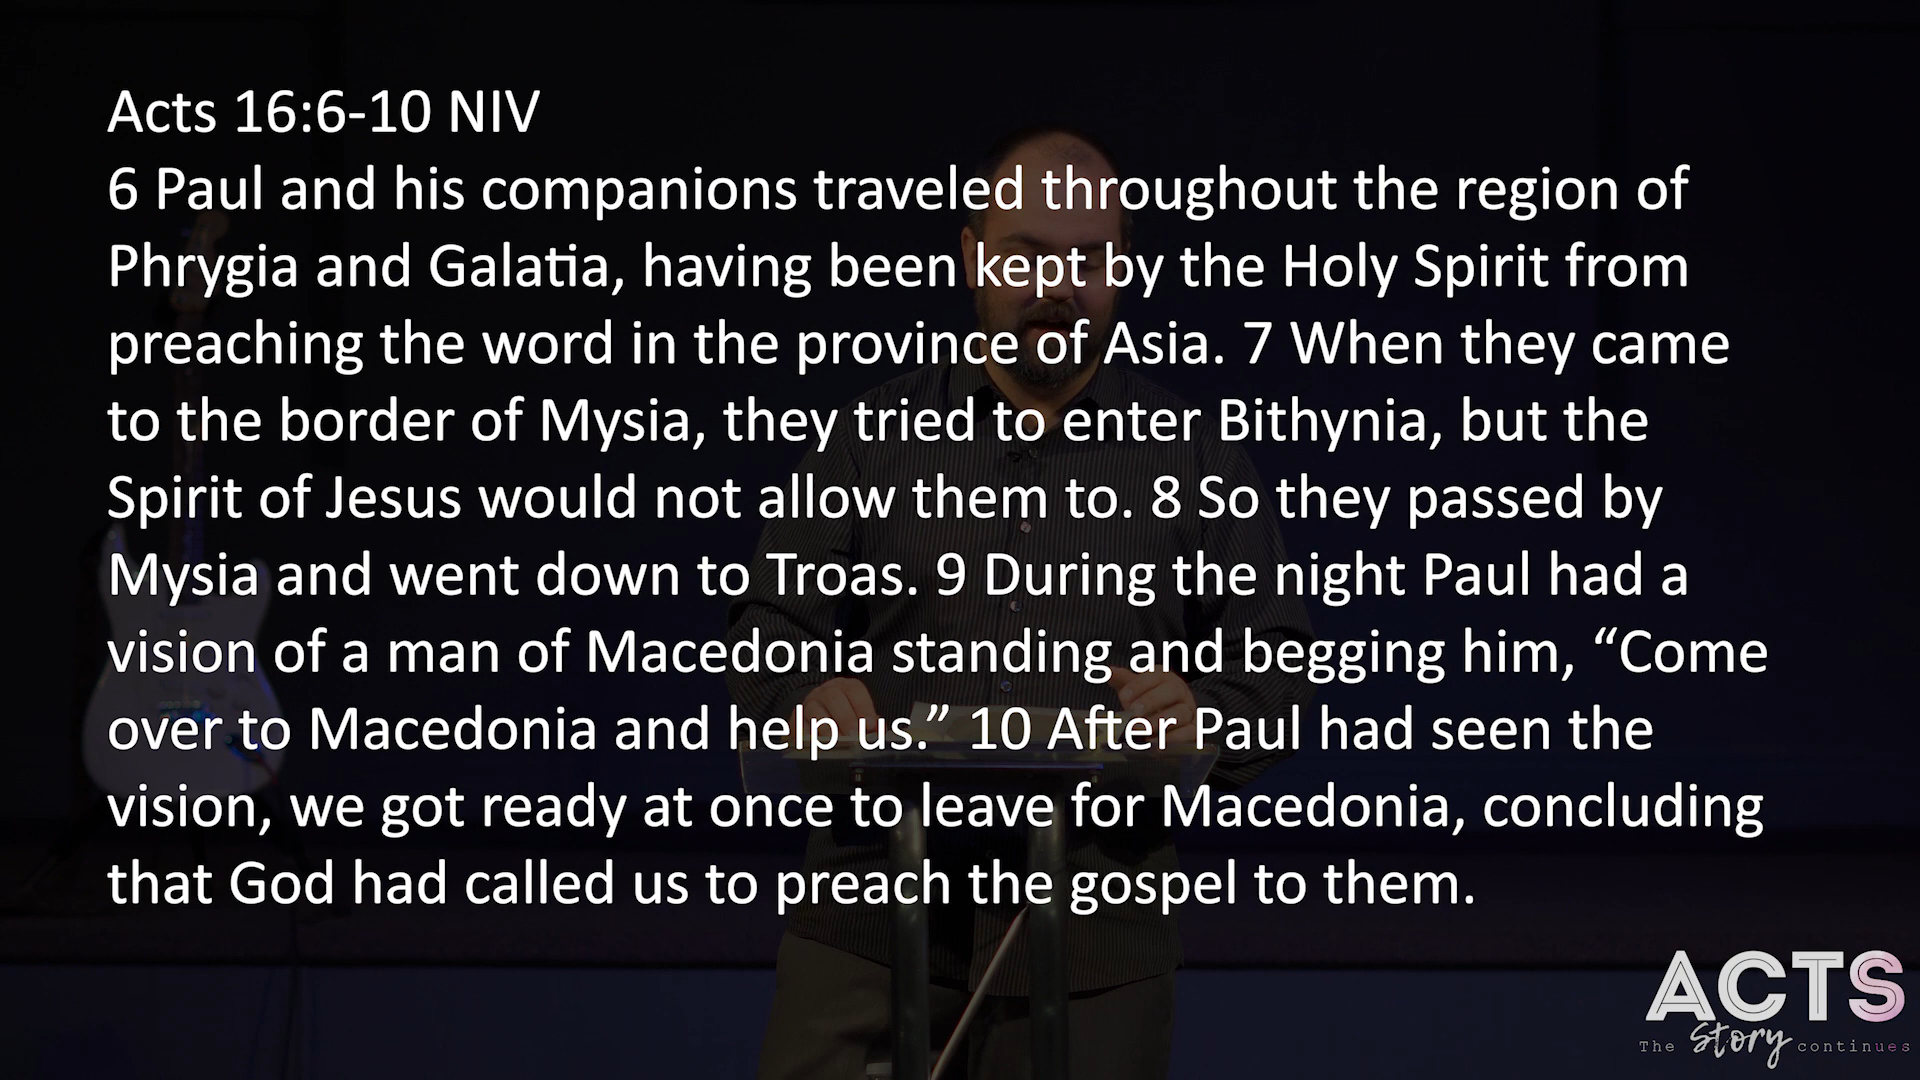 Acts 16:6-10 NIV
6 Paul and his companions traveled throughout the region of
Phrygia and Galatia, having been kept by the Holy Spirit from
preaching the word in the province of Asia. 7 When they came
to the border of Mysia, they tried to enter Bithynia, but the
Spirit of Jesus would not allow them to. 8 So they passed by
Mysia and went down to Troas. 9 During the night Paul had a
vision of a man of Macedonia standing and begging him, “Come
over to Macedonia and help us.” 10 After Paul had seen the
vision, we got ready at once to leave for Macedonia, concluding
that God had called us to preach the gospel to them.
ACTS
The Story continues